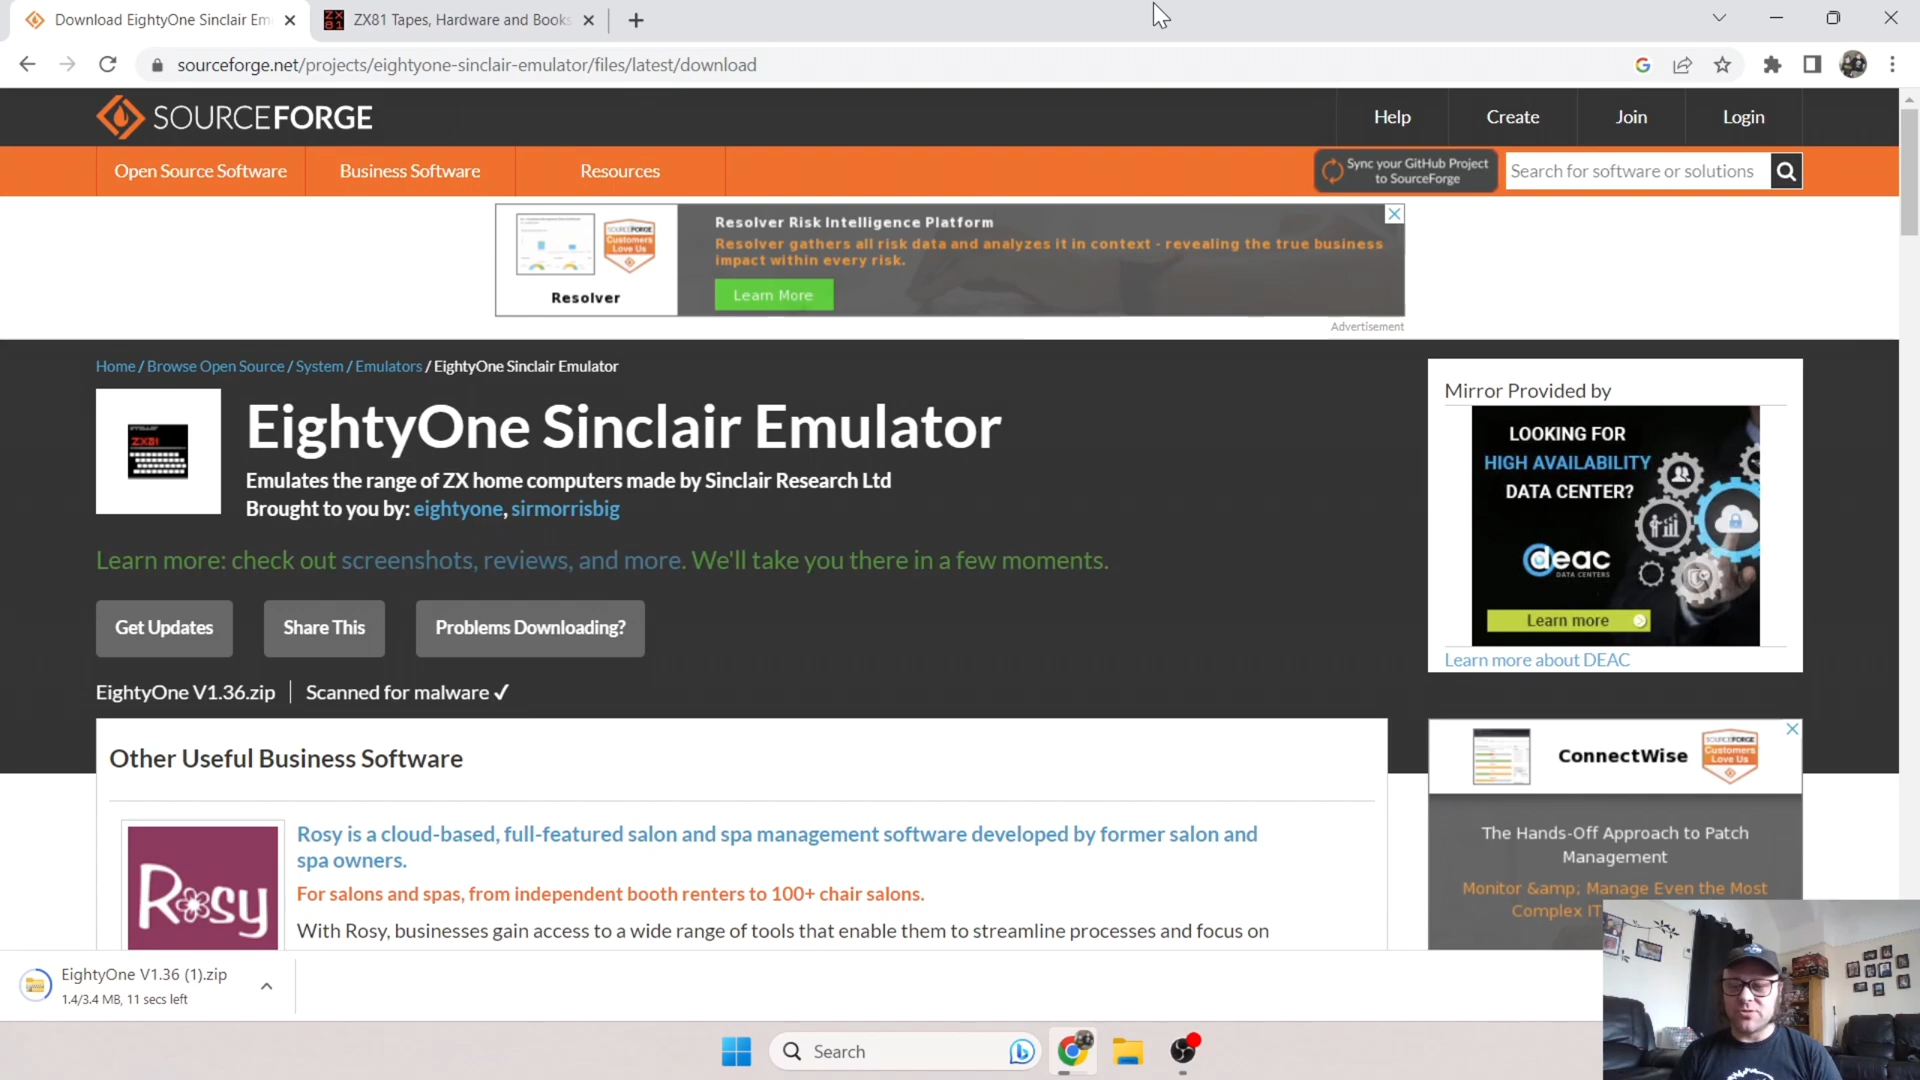 Download EightyOne Sinclair Em
ZX81 Tapes, Hardware and Books
sourceforge.net/projects/eightyone-sinclair-emulator/files/latest/download
SOURCEFORGE
Help
Create
Join
Login
Open Source Software
Business Software
Resources
Sync your GitHub Project
to SourceForge
Search for software or solutions
Resolver Risk Intelligence Platform
Resolver gathers all risk data and analyzes it in context - revealing the true business
impact within every risk.
SOURCEFORGE
Customers
Love Us
Resolver
Learn More
Advertisement
Home / Browse Open Source / System / Emulators / EightyOne Sinclair Emulator
ZX81
EightyOne Sinclair Emulator
Emulates the range of ZX home computers made by Sinclair Research Ltd
Brought to you by: eightyone, sirmorrisbig
Learn more: check out screenshots, reviews, and more. We'll take you there in a few moments.
Get Updates
Share This
Problems Downloading?
EightyOne V1.36.zip
Scanned for malware ✓
Mirror Provided by
LOOKING FOR
HIGH AVAILABILITY
DATA CENTER?
deac
DATA CENTERS
Learn more
Learn more about DEAC
Other Useful Business Software
Rosy
Rosy is a cloud-based, full-featured salon and spa management software developed by former salon and
spa owners.
For salons and spas, from independent booth renters to 100+ chair salons.
With Rosy, businesses gain access to a wide range of tools that enable them to streamline processes and focus on
ConnectWise
SOURCEFORGE
Customers
Love Us
The Hands-Off Approach to Patch
Management
Monitor &amp; Manage Even the Most
Complex IT
EightyOne V1.36 (1).zip
1.4/3.4 MB, 11 secs left
Search